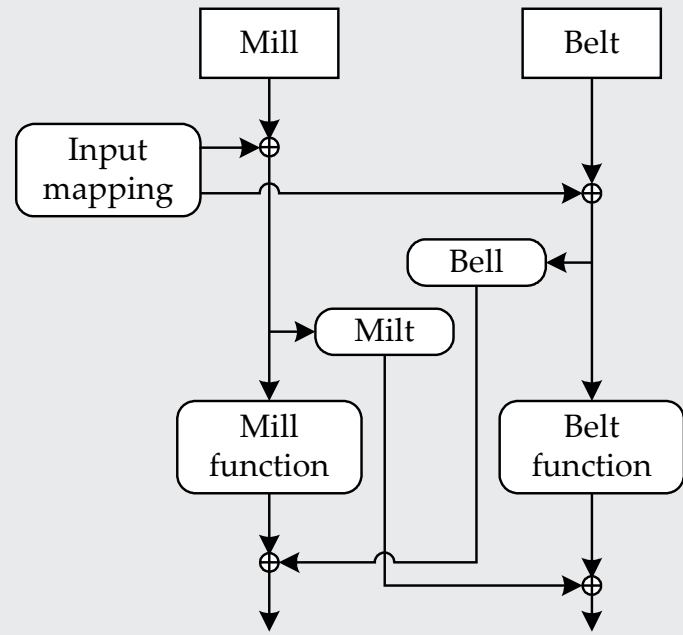 Mill
Belt
Input
mapping
Bell
Milt
Mill
function
Belt
function